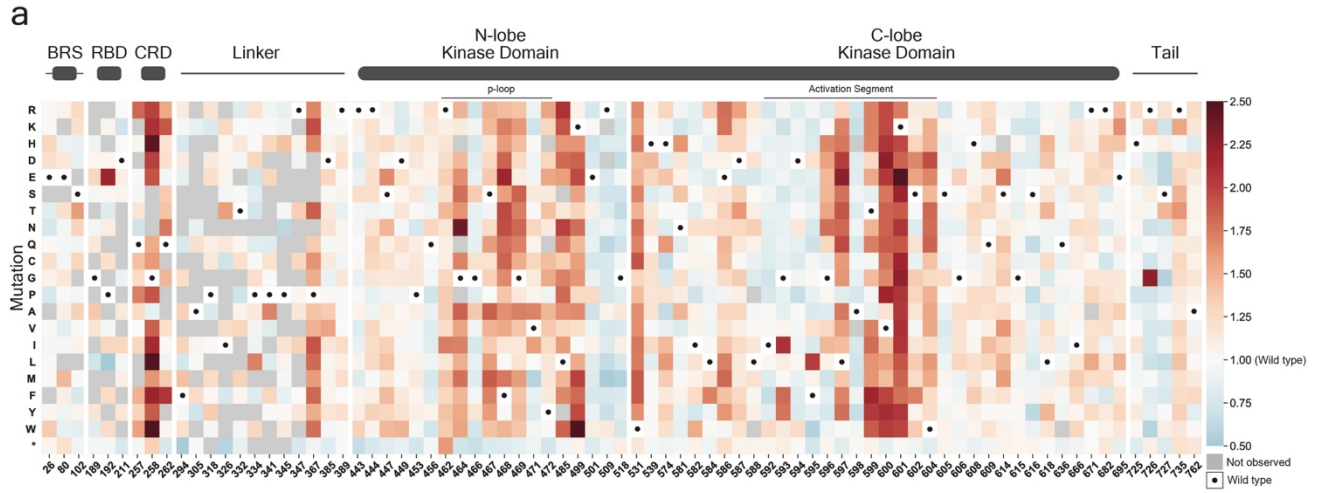 a
N-lobe
C-lobe
BRS RBD CRD Linker Kinase Domain Kinase Domain Tail
p-loop Activation Segment
Mutation
R
K
H
D
E
S
T
N
Q
C
G
P
A
V
I
L
M
F
Y
W
*
26 80 102 189 192 211 257 258 262 294 305 318 326 332 334 341 345 347 367 385 389 443 444 447 449 453 456 462 464 466 467 468 469 471 472 485 499 501 509 518 531 539 574 581 582 584 586 587 588 592 593 594 595 596 597 598 599 600 601 602 604 605 606 608 609 614 615 616 618 636 666 671 682 695 725 726 727 735 762
2.50
2.25
2.00
1.75
1.50
1.25
1.00 (Wild type)
0.75
0.50
Not observed
Wild type